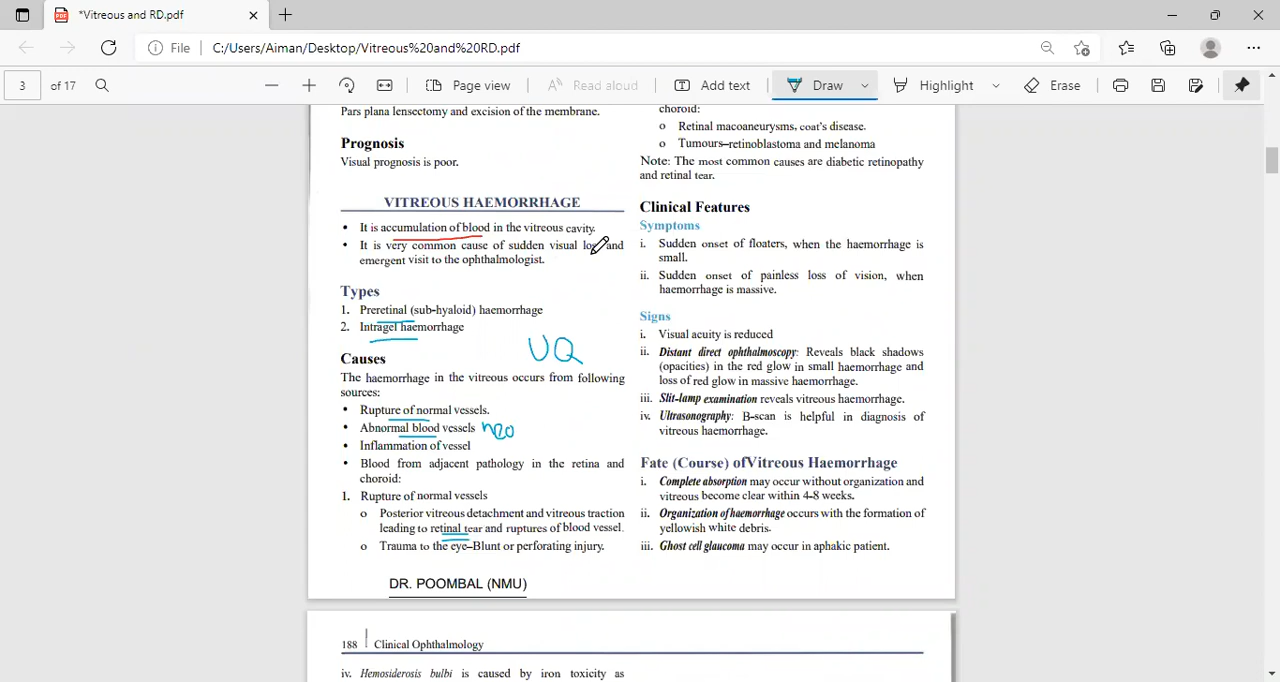 *Vitreous and RD.pdf
File C:/Users/Aiman/Desktop/Vitreous%20and%20RD.pdf
3 of 17 Page view Read aloud Add text Draw Highlight Erase
Pars plana lensectomy and excision of the membrane.
Prognosis
Visual prognosis is poor.
VITREOUS HAEMORRHAGE
• It is accumulation of blood in the vitreous cavity.
• It is very common cause of sudden visual loss and
emergent visit to the ophthalmologist.
Types
1. Preretinal (sub-hyaloid) haemorrhage
2. Intragel haemorrhage
UQ
Causes
The haemorrhage in the vitreous occurs from following
sources:
• Rupture of normal vessels.
• Abnormal blood vessels neo
• Inflammation of vessel
• Blood from adjacent pathology in the retina and
choroid:
1. Rupture of normal vessels
o Posterior vitreous detachment and vitreous traction
leading to retinal tear and ruptures of blood vessel.
o Trauma to the eye–Blunt or perforating injury.
DR. POOMBAL (NMU)
choroid:
o Retinal macoaneurysms, coat's disease.
o Tumours–retinoblastoma and melanoma
Note: The most common causes are diabetic retinopathy
and retinal tear.
Clinical Features
Symptoms
i. Sudden onset of floaters, when the haemorrhage is
small.
ii. Sudden onset of painless loss of vision, when
haemorrhage is massive.
Signs
i. Visual acuity is reduced
ii. Distant direct ophthalmoscopy: Reveals black shadows
(opacities) in the red glow in small haemorrhage and
loss of red glow in massive haemorrhage.
iii. Slit-lamp examination reveals vitreous haemorrhage.
iv. Ultrasonography: B-scan is helpful in diagnosis of
vitreous haemorrhage.
Fate (Course) ofVitreous Haemorrhage
i. Complete absorption may occur without organization and
vitreous become clear within 4-8 weeks.
ii. Organization of haemorrhage occurs with the formation of
yellowish white debris.
iii. Ghost cell glaucoma may occur in aphakic patient.
188 Clinical Ophthalmology
iv. Hemosiderosis bulbi is caused by iron toxicity as